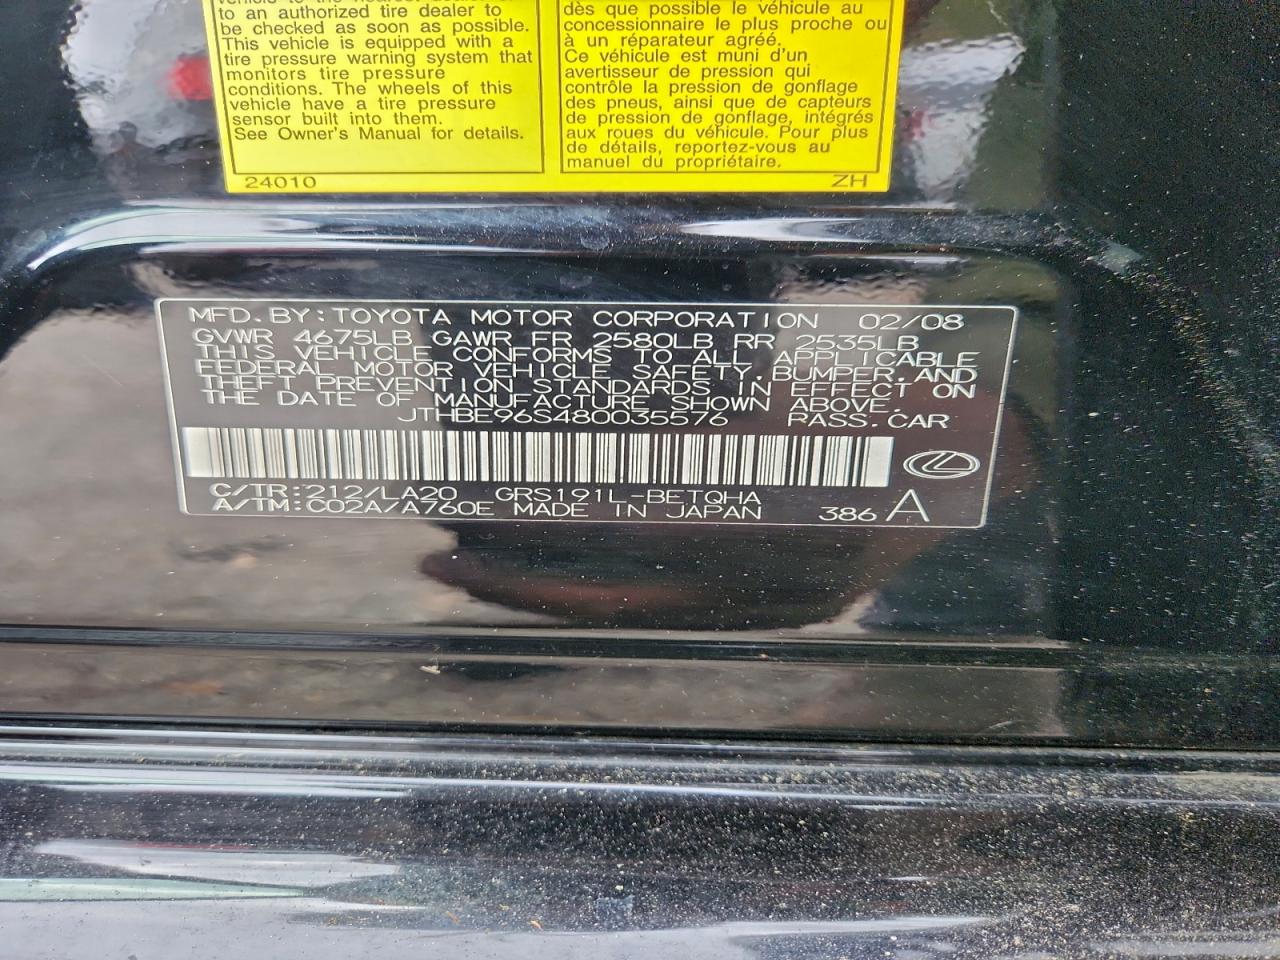 vehicle to the nearest dealer or
to an authorized tire dealer to
be checked as soon as possible.
This vehicle is equipped with a
tire pressure warning system that
monitors tire pressure
conditions. The wheels of this
vehicle have a tire pressure
sensor built into them.
See Owner's Manual for details.
24010
dès que possible le véhicule au
concessionnaire le plus proche ou
à un réparateur agréé.
Ce véhicule est muni d'un
avertisseur de pression qui
contrôle la pression de gonflage
des pneus, ainsi que de capteurs
de pression de gonflage, intégrés
aux roues du véhicule. Pour plus
de détails, reportez-vous au
manuel du propriétaire.
ZH
MFD.BY:TOYOTA MOTOR CORPORATION 02/08
GVWR 4675LB GAWR FR 2580LB RR 2535LB
THIS VEHICLE CONFORMS TO ALL APPLICABLE
FEDERAL MOTOR VEHICLE SAFETY,BUMPER,AND
THEFT PREVENTION STANDARDS IN EFFECT ON
THE DATE OF MANUFACTURE SHOWN ABOVE.
JTHBE96S480035576 PASS.CAR
C/TR:212/LA20 GRS191L-BETQHA
A/TM:C02A/A760E MADE IN JAPAN 386 A